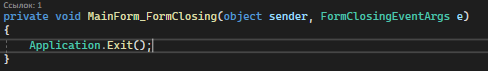 Ссылок: 1
private void MainForm_FormClosing(object sender, FormClosingEventArgs e)
{
Application.Exit();
}